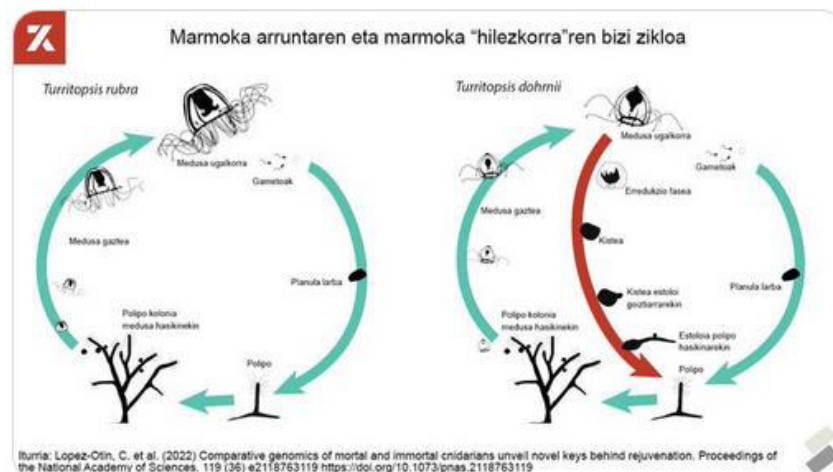 Marmoka arruntaren eta marmoka “hilezkorra”ren bizi zikloa
Turritopsis rubra
Medusa ugalkorra
Gametoak
Medusa gaztea
Planula larba
Polipo kolonia
medusa hasikinekin
Polipo
Turritopsis dohrnii
Medusa ugalkorra
Gametoak
Erredukzio fasea
Medusa gaztea
Kistea
Planula larba
Kistea estoloi
goiztiarrarekin
Polipo kolonia
medusa hasikinekin
Estoloia polipo
hasikinarekin
Polipo
Iturria: Lopez-Otin, C. et al. (2022) Comparative genomics of mortal and immortal cnidarians unveil novel keys behind rejuvenation. Proceedings of
the National Academy of Sciences, 119 (36) e2118763119 https://doi.org/10.1073/pnas.2118763119